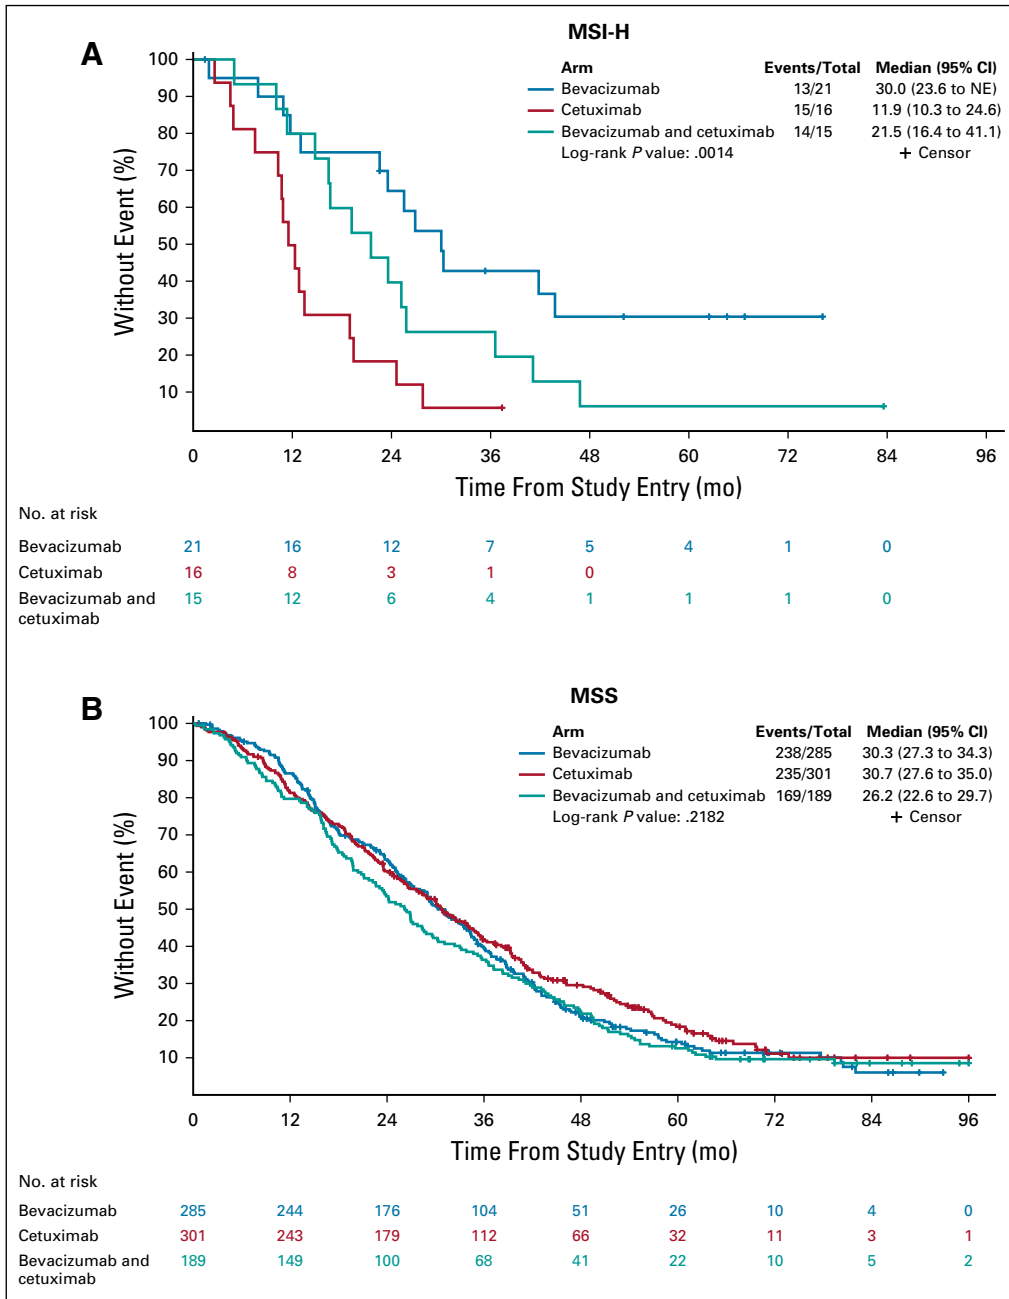 A
MSI-H
Arm Events/Total Median (95% CI)
Bevacizumab 13/21 30.0 (23.6 to NE)
Cetuximab 15/16 11.9 (10.3 to 24.6)
Bevacizumab and cetuximab 14/15 21.5 (16.4 to 41.1)
Log-rank P value: .0014 + Censor
Without Event (%)
100
90
80
70
60
50
40
30
20
10
0 12 24 36 48 60 72 84 96
Time From Study Entry (mo)
No. at risk
Bevacizumab 21 16 12 7 5 4 1 0
Cetuximab 16 8 3 1 0
Bevacizumab and 15 12 6 4 1 1 1 0
cetuximab
B
MSS
Arm Events/Total Median (95% CI)
Bevacizumab 238/285 30.3 (27.3 to 34.3)
Cetuximab 235/301 30.7 (27.6 to 35.0)
Bevacizumab and cetuximab 169/189 26.2 (22.6 to 29.7)
Log-rank P value: .2182 + Censor
Without Event (%)
100
90
80
70
60
50
40
30
20
10
0 12 24 36 48 60 72 84 96
Time From Study Entry (mo)
No. at risk
Bevacizumab 285 244 176 104 51 26 10 4 0
Cetuximab 301 243 179 112 66 32 11 3 1
Bevacizumab and 189 149 100 68 41 22 10 5 2
cetuximab